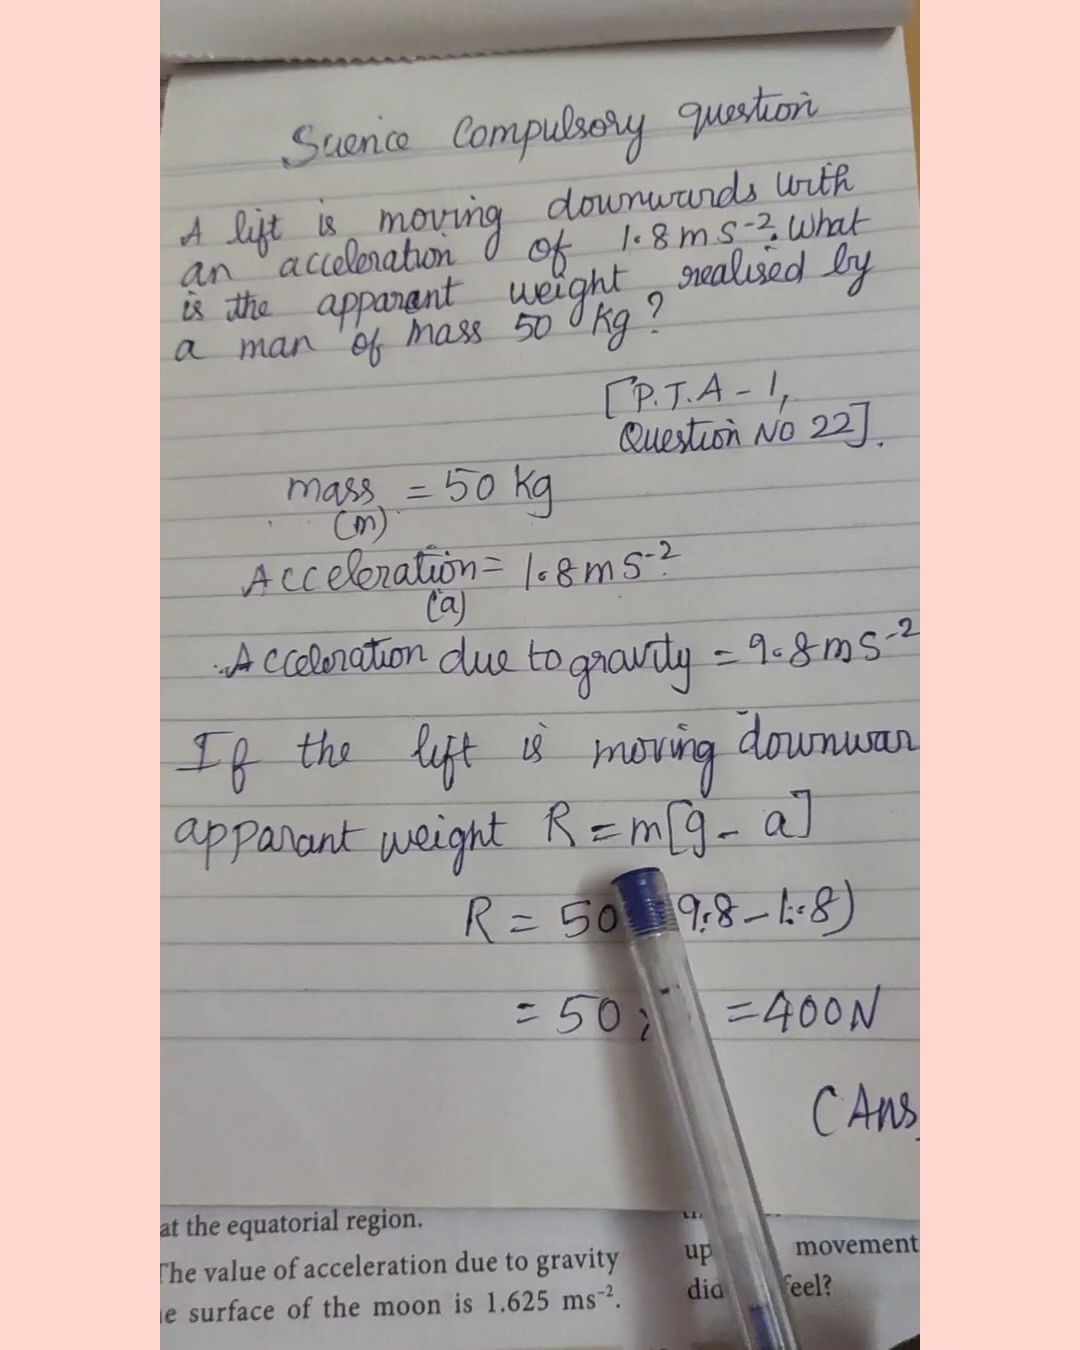 Science Compulsory question
A lift is moving downwards with
an acceleration of 1.8 m s-2. What
is the apparent weight realised by
a man of mass 50 kg?
[P.T.A - 1,
Question No 22].
mass = 50 kg
(m)
Acceleration = 1.8 m s-2
(a)
Acceleration due to gravity = 9.8 m s-2
If the lift is moving downwar
apparant weight R = m[g - a]
R = 50 9.8 - 1.8)
= 50 = 400 N
(Ans
at the equatorial region.
The value of acceleration due to gravity
e surface of the moon is 1.625 ms-2.
up movement
did feel?